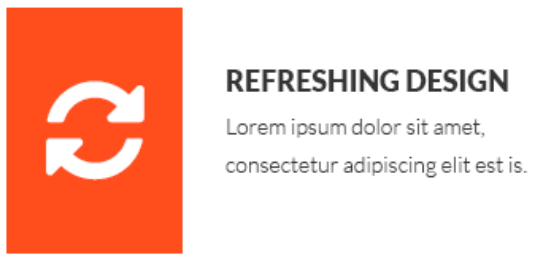 REFRESHING DESIGN
Lorem ipsum dolor sit amet,
consectetur adipiscing elit est is.